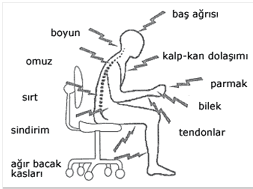 baş ağrısı
boyun
kalp-kan dolaşımı
omuz
parmak
sırt
bilek
sindirim
tendonlar
ağır bacak
kasları